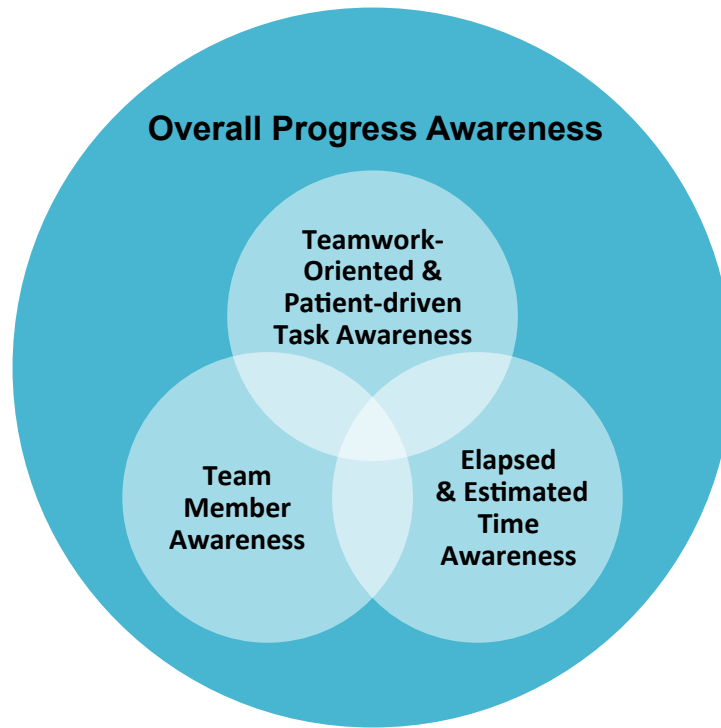 Overall Progress Awareness
Teamwork-
Oriented &
Patient-driven
Task Awareness
Team
Member
Awareness
Elapsed
& Estimated
Time
Awareness